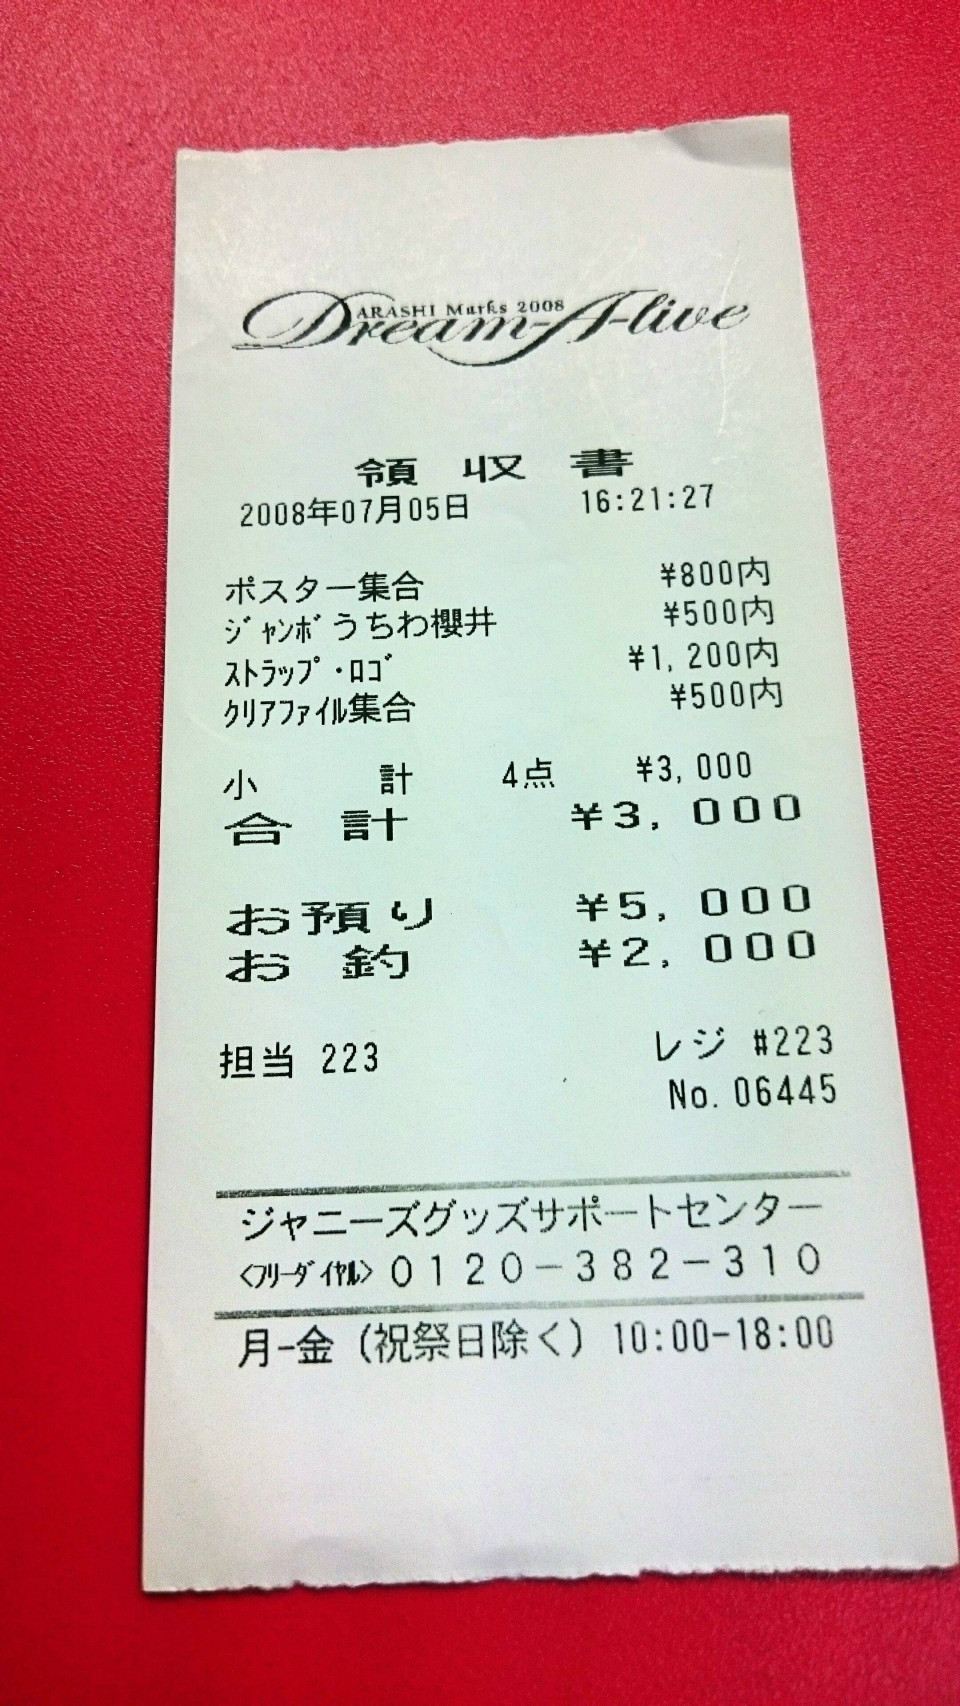 ARASHI Marks 2008
Dream-A-live
領収書
2008年07月05日 16:21:27
ポスター集合 ¥800内
ｼﾞｬﾝﾎﾞうちわ櫻井 ¥500内
ｽﾄﾗｯﾌﾟ・ﾛｺﾞ ¥1,200内
ｸﾘｱﾌｧｲﾙ集合 ¥500内
小計 4点 ¥3,000
合計 ¥3,000
お預り ¥5,000
お釣 ¥2,000
担当 223 レジ #223
No.06445
ジャニーズグッズサポートセンター
<ﾌﾘｰﾀﾞｲﾔﾙ>0120-382-310
月-金(祝祭日除く)10:00-18:00